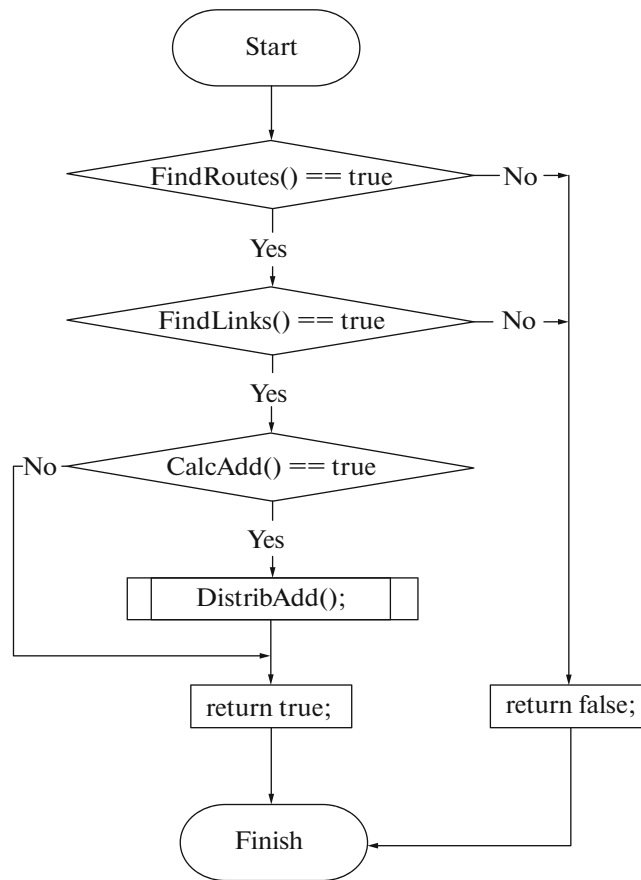 Start
FindRoutes() == true
No
Yes
FindLinks() == true
No
Yes
No
CalcAdd() == true
Yes
DistribAdd();
return true;
return false;
Finish